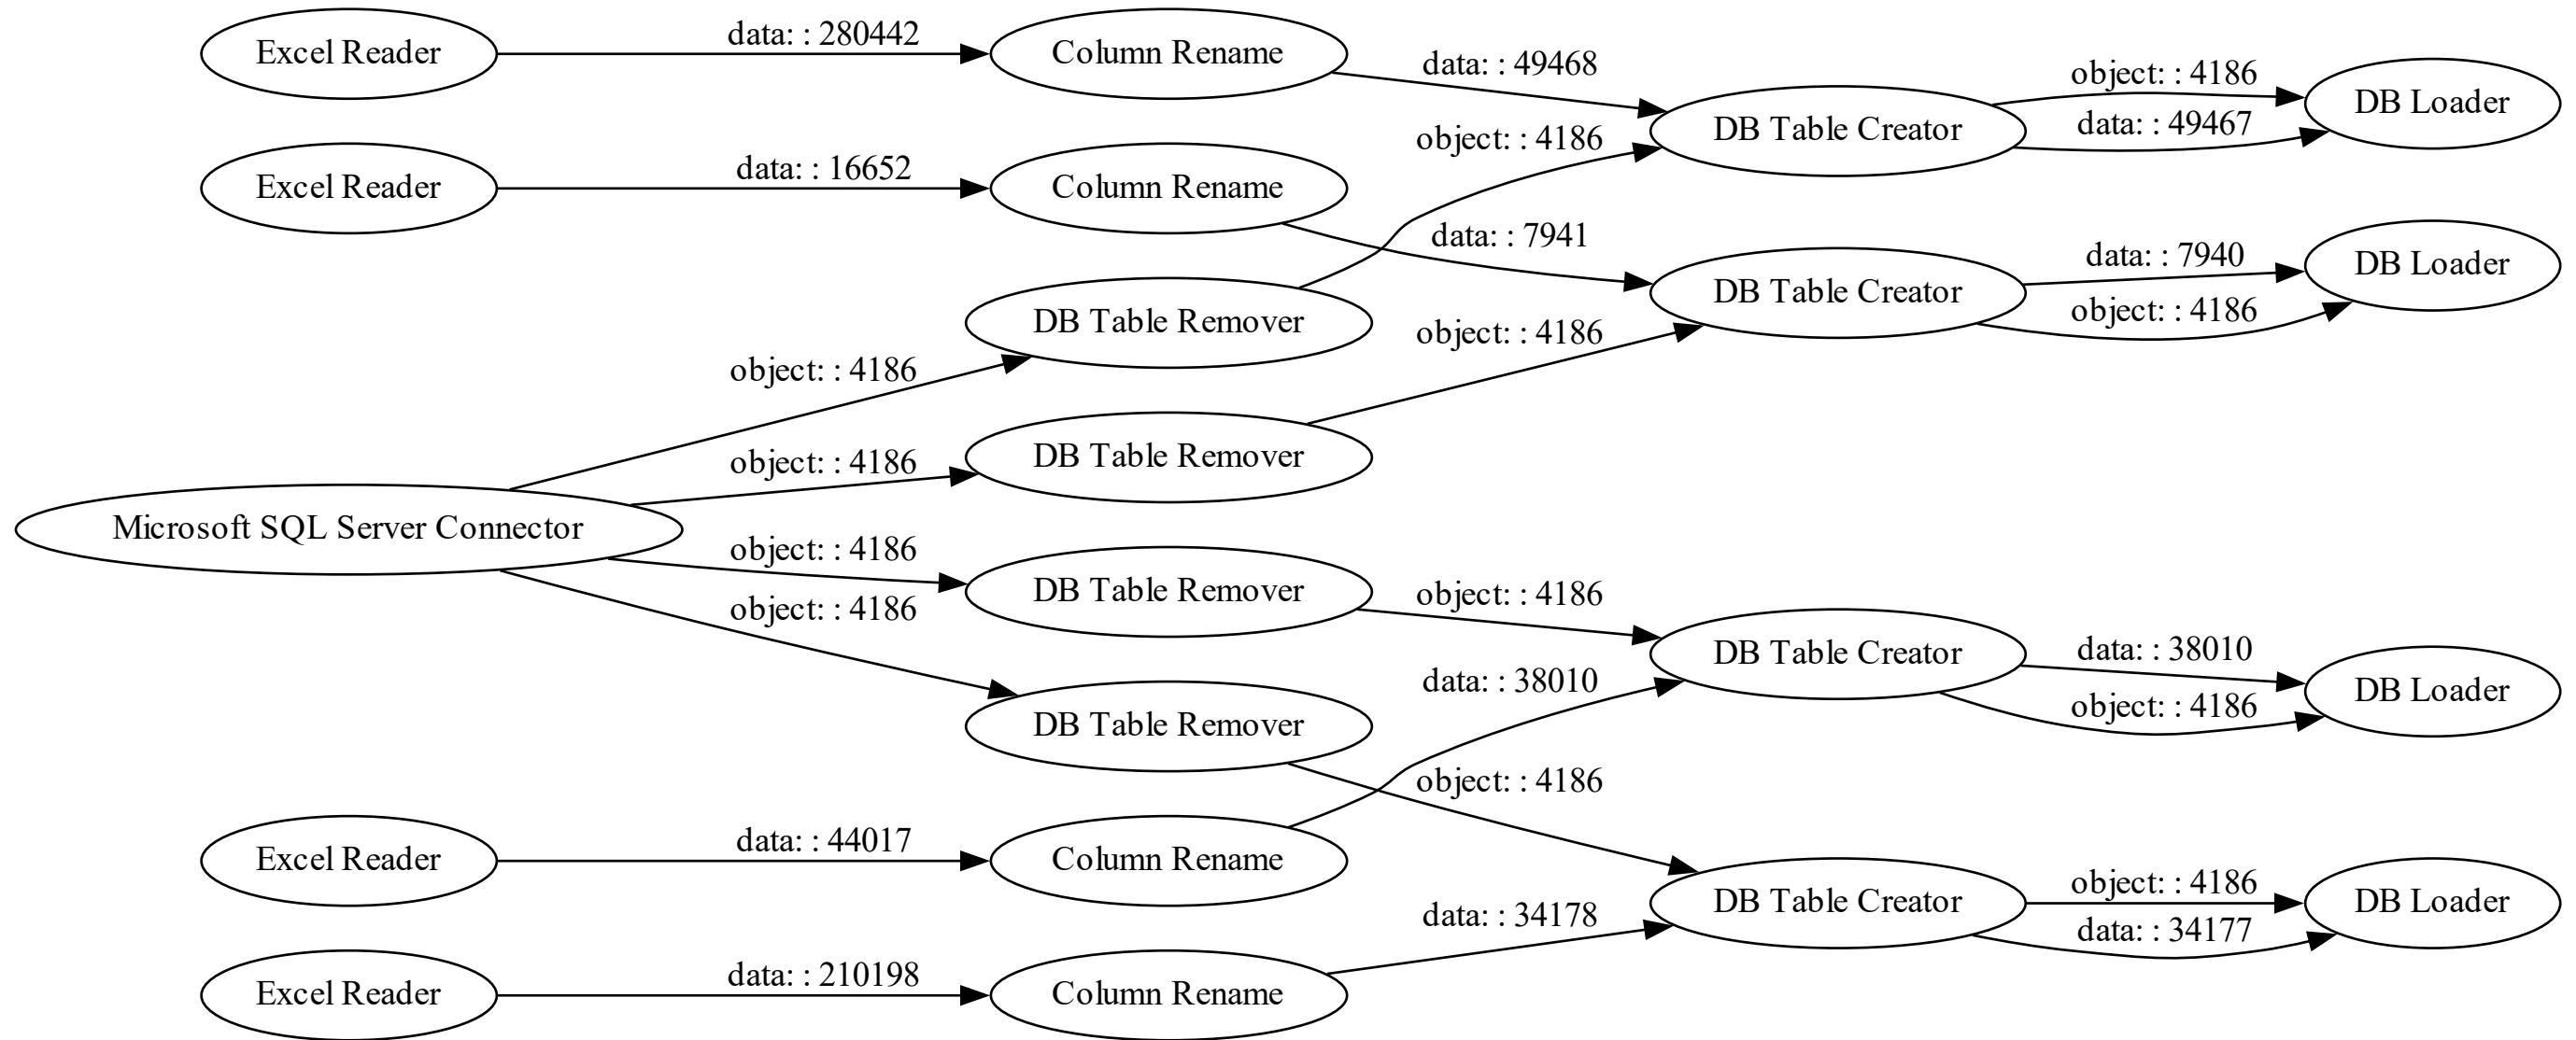 Excel Reader
data: : 280442
Column Rename
data: : 49468
DB Table Creator
object: : 4186
data: : 49467
DB Loader
Excel Reader
data: : 16652
Column Rename
object: : 4186
data: : 7941
DB Table Creator
data: : 7940
object: : 4186
DB Loader
DB Table Remover
object: : 4186
object: : 4186
DB Table Remover
object: : 4186
Microsoft SQL Server Connector
object: : 4186
DB Table Remover
object: : 4186
DB Table Creator
data: : 38010
object: : 4186
DB Loader
object: : 4186
DB Table Remover
data: : 38010
object: : 4186
Excel Reader
data: : 44017
Column Rename
DB Table Creator
object: : 4186
data: : 34177
DB Loader
data: : 34178
Excel Reader
data: : 210198
Column Rename